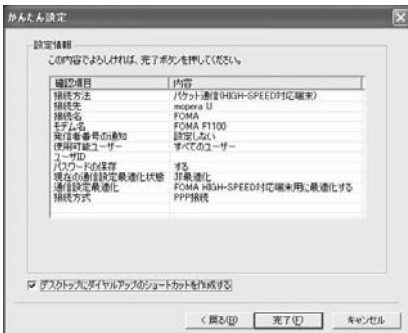 かんたん設定
設定情報
この内容でよろしければ、完了ボタンを押してください。
確認項目 内容
接続方法 パケット通信(HIGH-SPEED対応端末)
接続先 mopera U
接続名 FOMA
モデム名 FOMA F1100
発信者番号の通知 設定しない
使用可能ユーザー すべてのユーザー
ユーザID
パスワードの保存 する
現在の通信設定最適化状態 非最適化
通信設定最適化 FOMA HIGH-SPEED対応端末用に最適化する
接続方式 PPP接続
デスクトップにダイヤルアップのショートカットを作成する
< 戻る(B) 完了(F) キャンセル